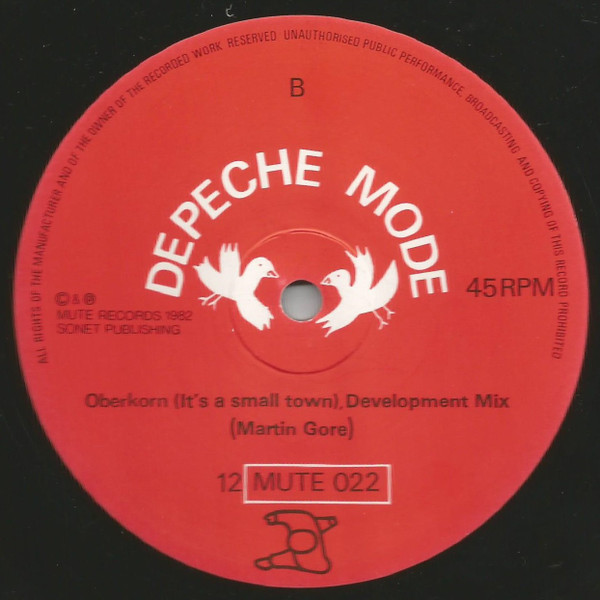 ALL RIGHTS OF THE MANUFACTURER AND OF THE OWNER OF THE RECORDED WORK RESERVED UNAUTHORISED PUBLIC PERFORMANCE, BROADCASTING AND COPYING OF THIS RECORD PROHIBITED
B
DEPECHE MODE
45RPM
© & ℗
MUTE RECORDS 1982
SONET PUBLISHING
Oberkorn (It's a small town), Development Mix
(Martin Gore)
12 MUTE 022